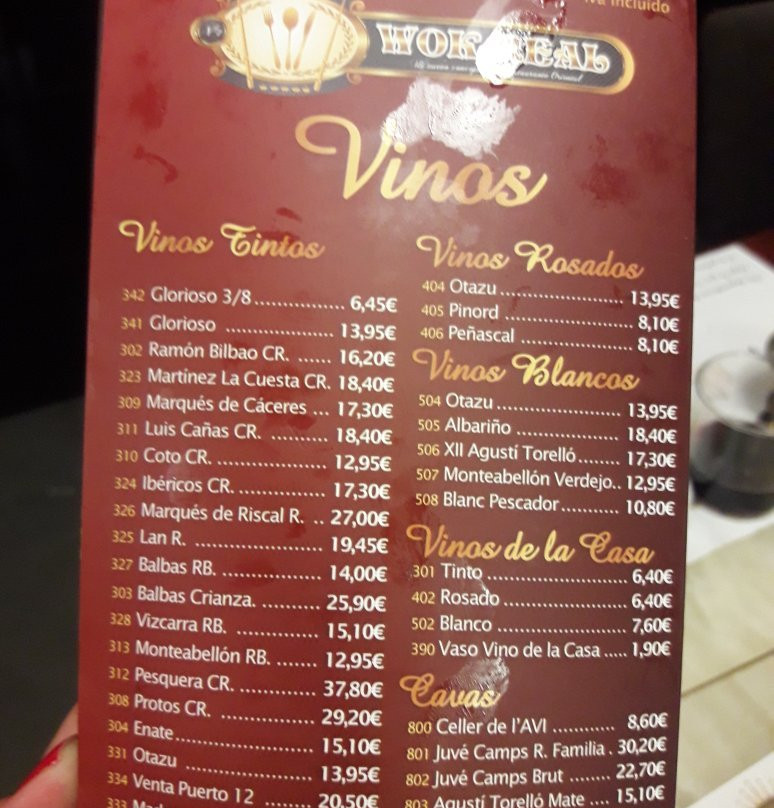 iva incluido
WOK REAL
Vinos
Vinos Tintos
342 Glorioso 3/8 ................ 6,45€
341 Glorioso .................. 13,95€
302 Ramón Bilbao CR. ...... 16,20€
323 Martínez La Cuesta CR. 18,40€
309 Marqués de Cáceres ... 17,30€
311 Luis Cañas CR. .......... 18,40€
310 Coto CR. .................... 12,95€
324 Ibéricos CR. ................ 17,30€
326 Marqués de Riscal R. .. 27,00€
325 Lan R. ....................... 19,45€
327 Balbas RB. .................. 14,00€
303 Balbas Crianza. .......... 25,90€
328 Vizcarra RB. ............... 15,10€
313 Monteabellón RB. ....... 12,95€
312 Pesquera CR. .............. 37,80€
308 Protos CR. ................. 29,20€
304 Enate......................... 15,10€
331 Otazu ....................... 13,95€
334 Venta Puerto 12 ........ 20,50€
333
Vinos Rosados
404 Otazu ...................... 13,95€
405 Pinord ....................... 8,10€
406 Peñascal .................... 8,10€
Vinos Blancos
504 Otazu....................... 13,95€
505 Albariño .................... 18,40€
506 XII Agustí Torelló........ 17,30€
507 Monteabellón Verdejo.. 12,95€
508 Blanc Pescador........... 10,80€
Vinos de la Casa
301 Tinto ......................... 6,40€
402 Rosado ...................... 6,40€
502 Blanco ....................... 7,60€
390 Vaso Vino de la Casa ..... 1,90€
Cavas
800 Celler de l'AVI ........... 8,60€
801 Juvé Camps R. Familia . 30,20€
802 Juvé Camps Brut ........ 22,70€
803 Agustí Torelló Mate .... 15,10€